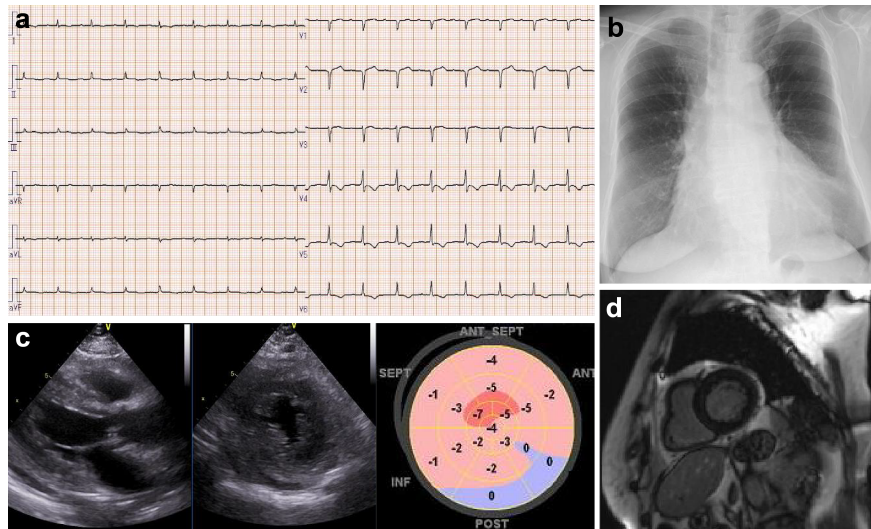 a
I
II
III
aVR
aVL
aVF
V1
V2
V3
V4
V5
V6
b
c
V
V
ANT_SEPT
SEPT
ANT
INF
POST
-4
-1
-5
-2
-3
-7
-5
-5
-4
-2
-2
-3
0
0
-1
-2
0
d